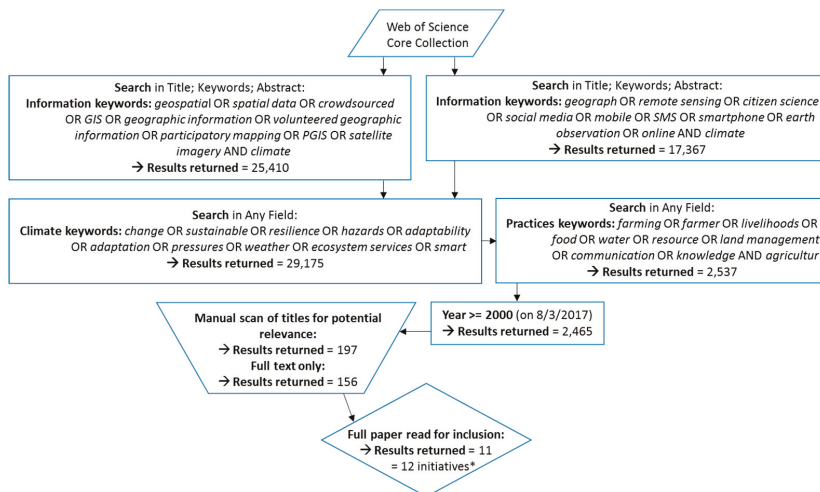 Web of Science
Core Collection
Search in Title; Keywords; Abstract:
Information keywords: geospatial OR spatial data OR crowdsourced
OR GIS OR geographic information OR volunteered geographic
information OR participatory mapping OR PGIS OR satellite
imagery AND climate
→ Results returned = 25,410
Search in Title; Keywords; Abstract:
Information keywords: geograph OR remote sensing OR citizen science
OR social media OR mobile OR SMS OR smartphone OR earth
observation OR online AND climate
→ Results returned = 17,367
Search in Any Field:
Climate keywords: change OR sustainable OR resilience OR hazards OR adaptability
OR adaptation OR pressures OR weather OR ecosystem services OR smart
→ Results returned = 29,175
Search in Any Field:
Practices keywords: farming OR farmer OR livelihoods OR
food OR water OR resource OR land management
OR communication OR knowledge AND agricultur
→ Results returned = 2,537
Year >= 2000 (on 8/3/2017)
→ Results returned = 2,465
Manual scan of titles for potential
relevance:
→ Results returned = 197
Full text only:
→ Results returned = 156
Full paper read for inclusion:
→ Results returned = 11
= 12 initiatives*